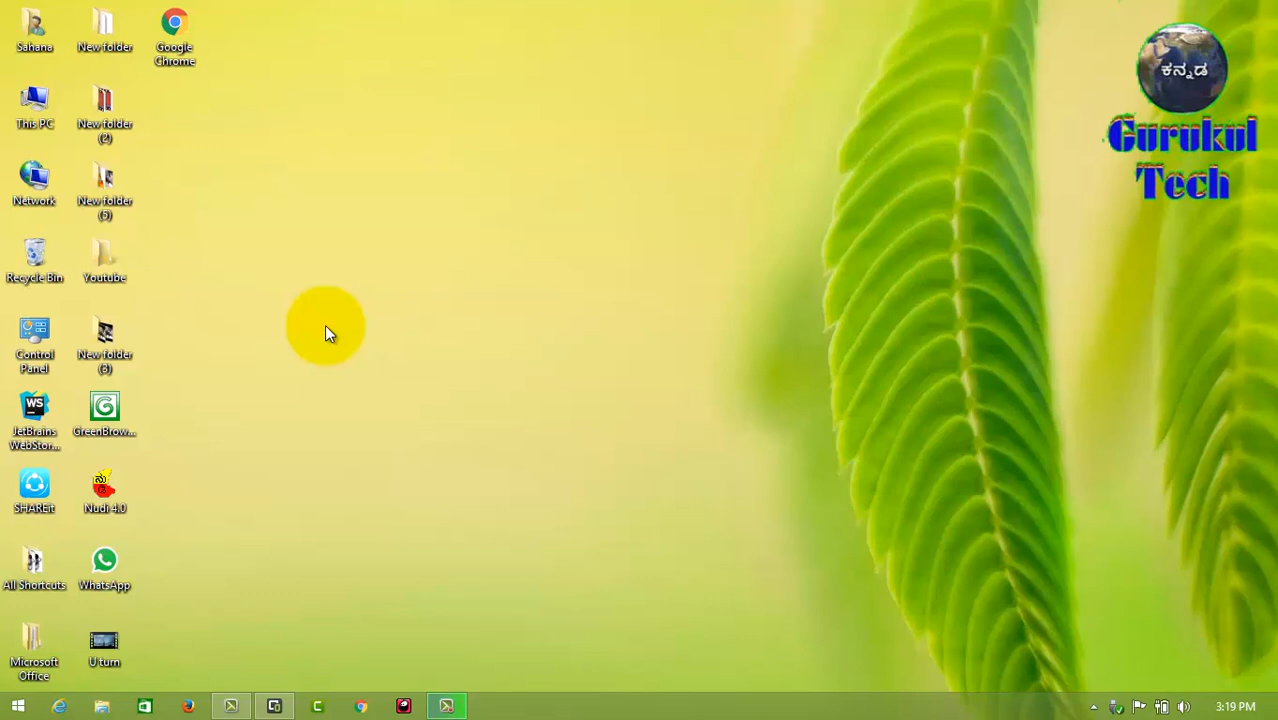 Sahana
New folder
Google
Chrome
This PC
New folder
(2)
Network
New folder
(5)
Recycle Bin
Youtube
Control
Panel
New folder
(3)
JetBrains
WebStor...
GreenBrow...
SHAREit
Nudi 4.0
All Shortcuts
WhatsApp
Microsoft
Office
U turn
ಕನ್ನಡ
Gurukul
Tech
WS
3:19 PM